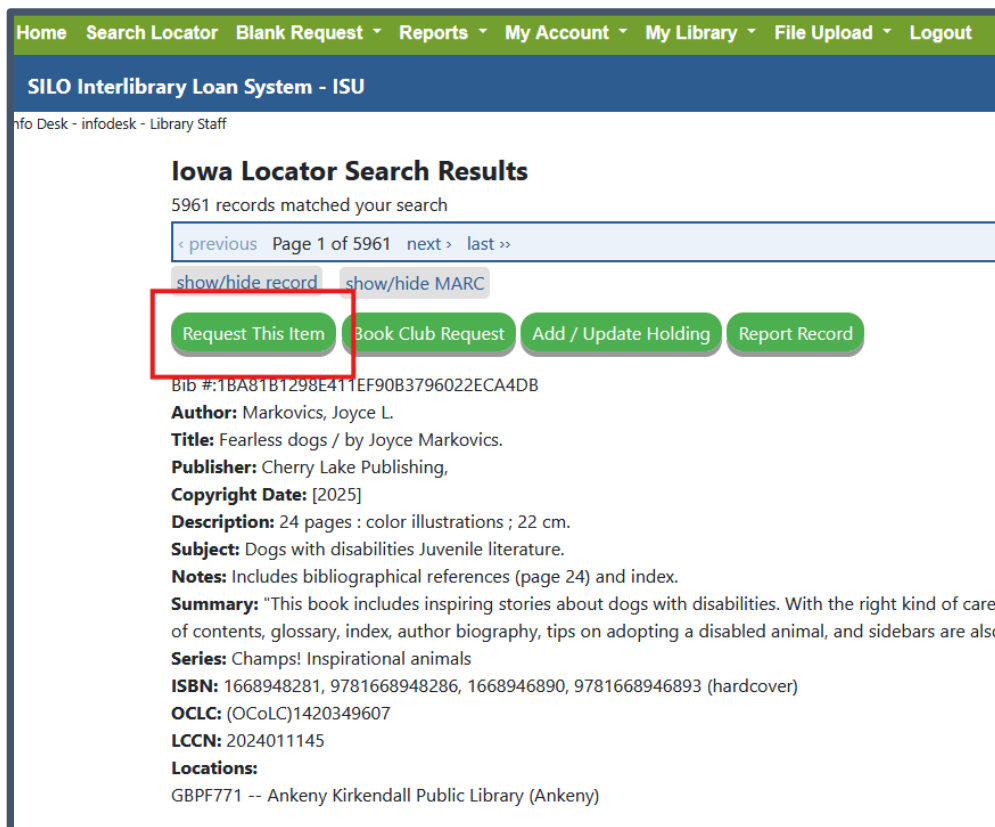 Home Search Locator Blank Request Reports My Account My Library File Upload Logout
SILO Interlibrary Loan System - ISU
Desk - infodesk - Library Staff
Iowa Locator Search Results
5961 records matched your search
‹ previous Page 1 of 5961 next › last ››
show/hide record show/hide MARC
Request This Item Book Club Request Add / Update Holding Report Record
Bib #:1BA81B1298E411EF90B3796022ECA4DB
Author: Markovics, Joyce L.
Title: Fearless dogs / by Joyce Markovics.
Publisher: Cherry Lake Publishing,
Copyright Date: [2025]
Description: 24 pages : color illustrations ; 22 cm.
Subject: Dogs with disabilities Juvenile literature.
Notes: Includes bibliographical references (page 24) and index.
Summary: "This book includes inspiring stories about dogs with disabilities. With the right kind of care
of contents, glossary, index, author biography, tips on adopting a disabled animal, and sidebars are
Series: Champs! Inspirational animals
ISBN: 1668948281, 9781668948286, 1668946890, 9781668946893 (hardcover)
OCLC: (OCoLC)1420349607
LCCN: 2024011145
Locations:
GBPF771 -- Ankeny Kirkendall Public Library (Ankeny)